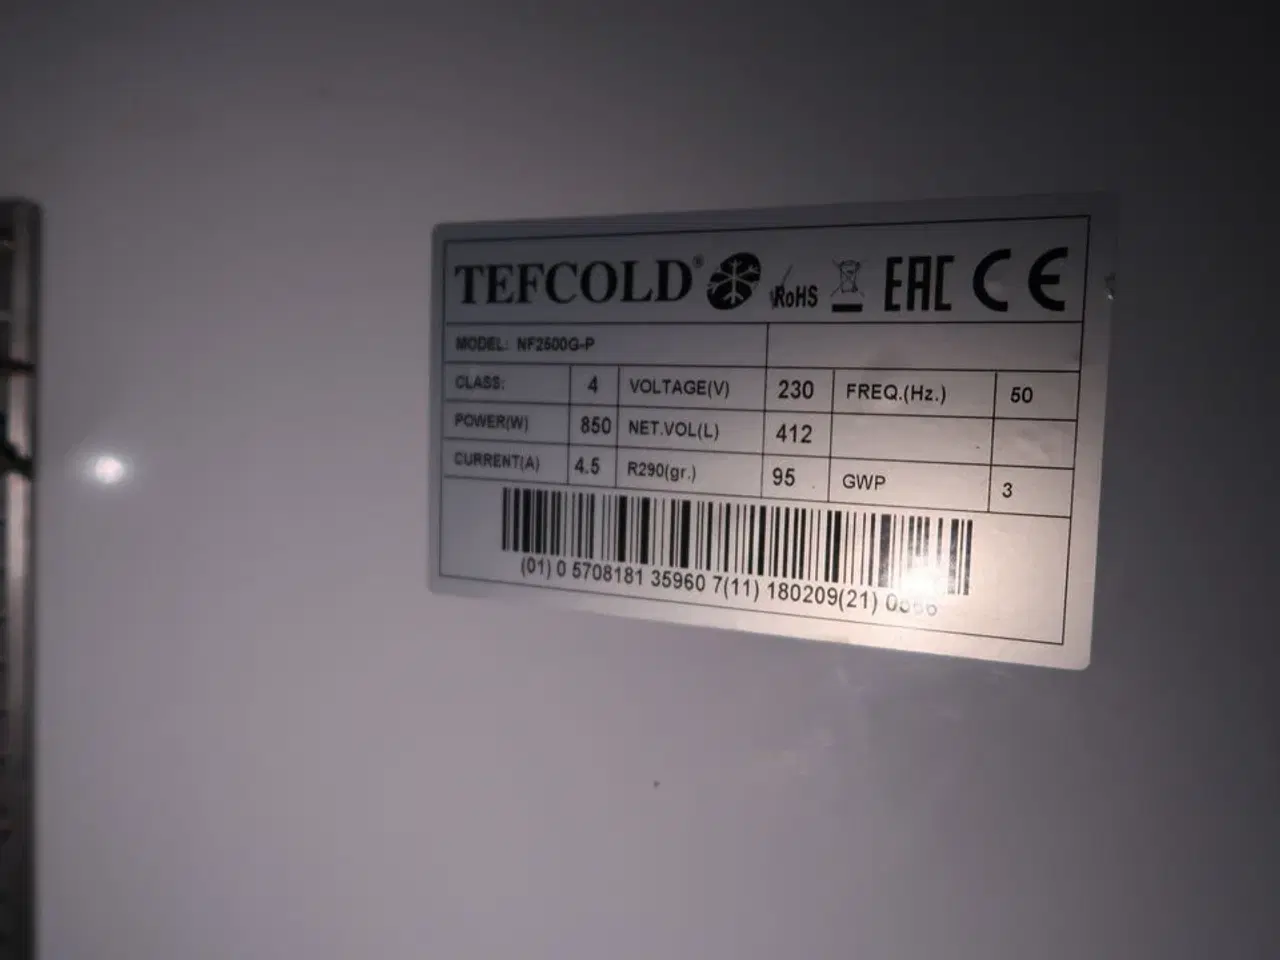 TEFCOLD® RoHS EAC CE
MODEL: NF2500G-P
CLASS: 4 VOLTAGE(V) 230 FREQ.(Hz.) 50
POWER(W) 850 NET.VOL(L) 412
CURRENT(A) 4.5 R290(gr.) 95 GWP 3
(01) 0 5708181 35960 7(11) 180209(21)